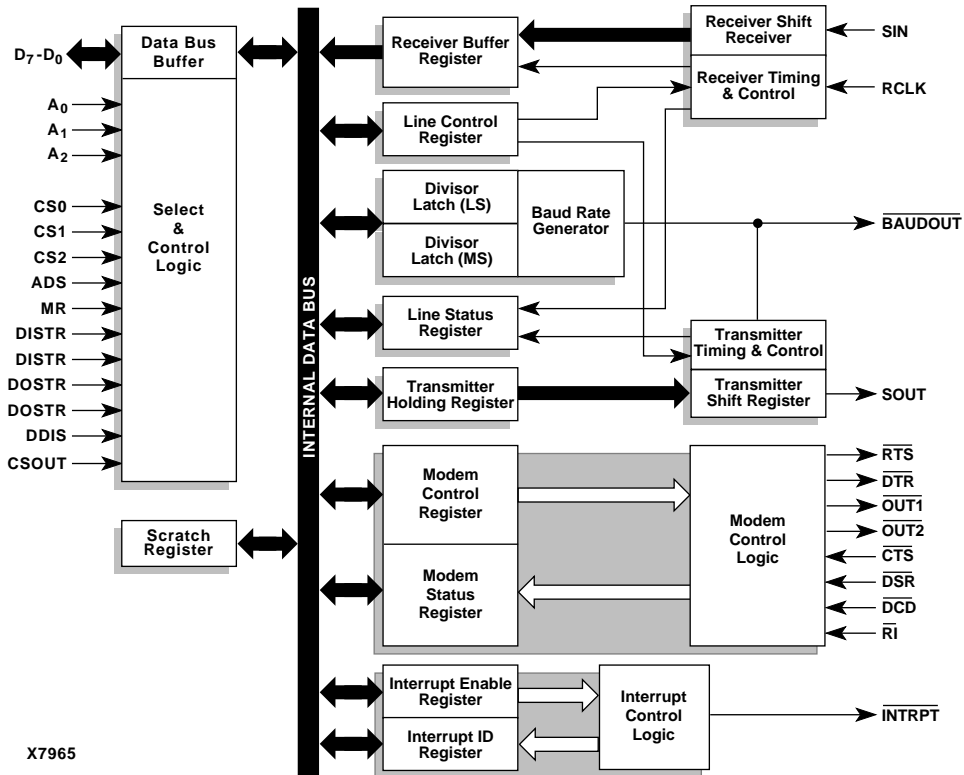 D7-D0
A0
A1
A2
CS0
CS1
CS2
ADS
MR
DISTR
DISTR
DOSTR
DOSTR
DDIS
CSOUT
Data Bus
Buffer
Select
&
Control
Logic
Scratch
Register
INTERNAL DATA BUS
Receiver Buffer
Register
Line Control
Register
Divisor
Latch (LS)
Divisor
Latch (MS)
Baud Rate
Generator
Line Status
Register
Transmitter
Holding Register
Modem
Control
Register
Modem
Status
Register
Interrupt Enable
Register
Interrupt ID
Register
Receiver Shift
Receiver
Receiver Timing
& Control
Transmitter
Timing & Control
Transmitter
Shift Register
Modem
Control
Logic
Interrupt
Control
Logic
SIN
RCLK
BAUDOUT
SOUT
RTS
DTR
OUT1
OUT2
CTS
DSR
DCD
RI
INTRPT
X7965